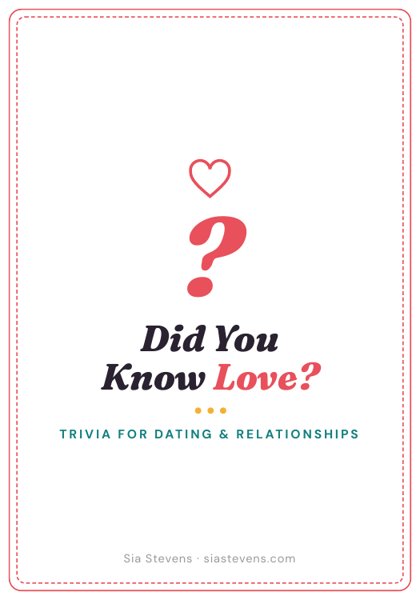 ?
Did You
Know Love?
TRIVIA FOR DATING & RELATIONSHIPS
Sia Stevens · siastevens.com